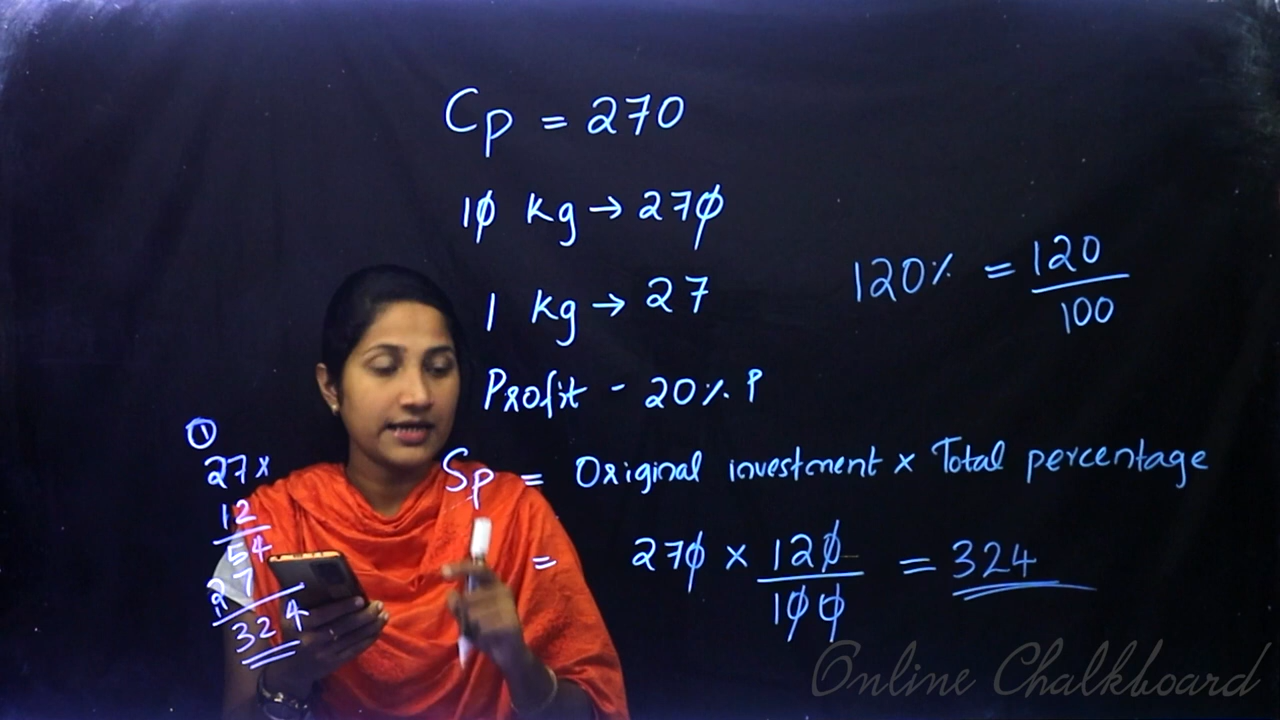 Cp = 270
10 kg → 270
1 kg → 27
120% = 120/100
Profit - 20% P
Sp = Original investment × Total percentage
= 270 × 120/100 = 324
①
27 ×
12
54
27
324
Online Chalkboard